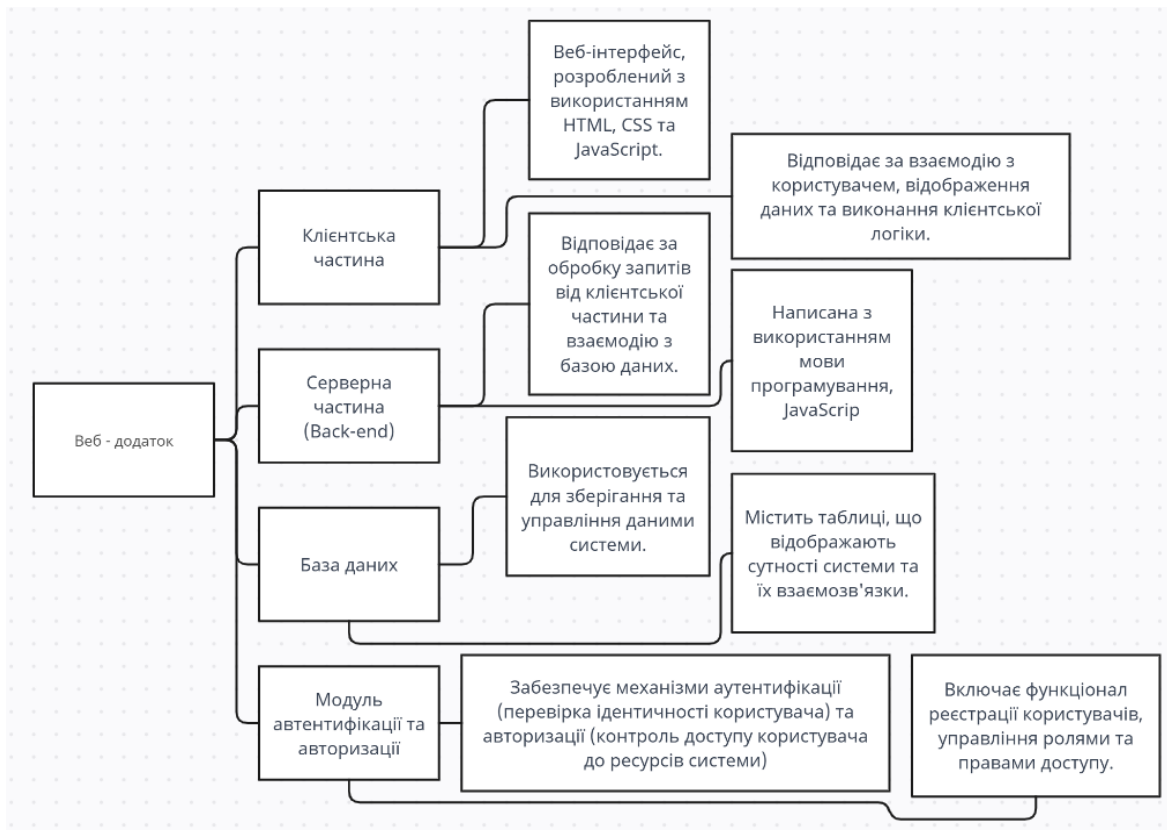 Веб - додаток
Клієнтська
частина
Веб-інтерфейс,
розроблений з
використанням
HTML, CSS та
JavaScript.
Відповідає за взаємодію з
користувачем, відображення
даних та виконання клієнтської
логіки.
Серверна
частина
(Back-end)
Відповідає за
обробку запитів
від клієнтської
частини та
взаємодію з
базою даних.
Написана з
використанням
мови
програмування,
JavaScrip
База даних
Використовується
для зберігання та
управління даними
системи.
Містить таблиці, що
відображають
сутності системи та
їх взаємозв'язки.
Модуль
автентифікації та
авторизації
Забезпечує механізми аутентифікації
(перевірка ідентичності користувача) та
авторизації (контроль доступу користувача
до ресурсів системи)
Включає функціонал
реєстрації користувачів,
управління ролями та
правами доступу.